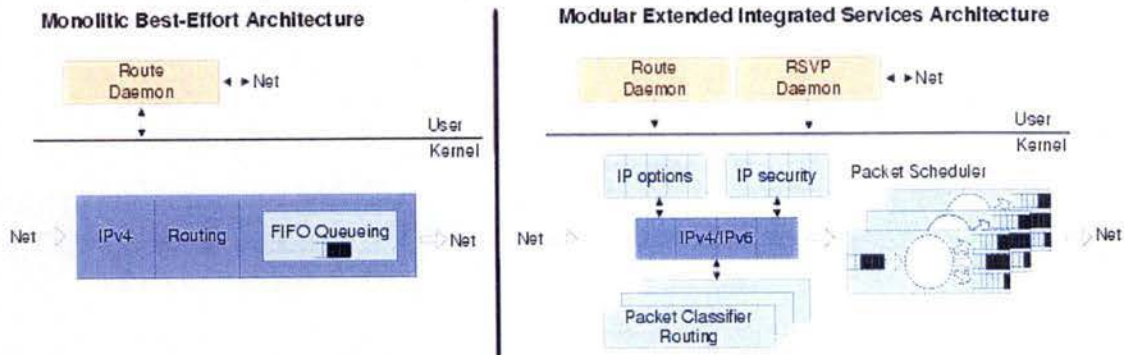 Monolitic Best-Effort Architecture
Route
Daemon
Net
User
Kernel
Net
IPv4
Routing
FIFO Queueing
Net
Modular Extended Integrated Services Architecture
Route
Daemon
RSVP
Daemon
Net
User
Kernel
IP options
IP security
Packet Scheduler
Net
IPv4/IPv6
Net
Packet Classifier
Routing